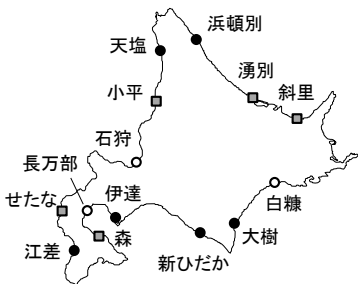 浜頓別
天塩
湧別
小平
斜里
石狩
長万部
せたな
伊達
白糠
森
大樹
江差
新ひだか